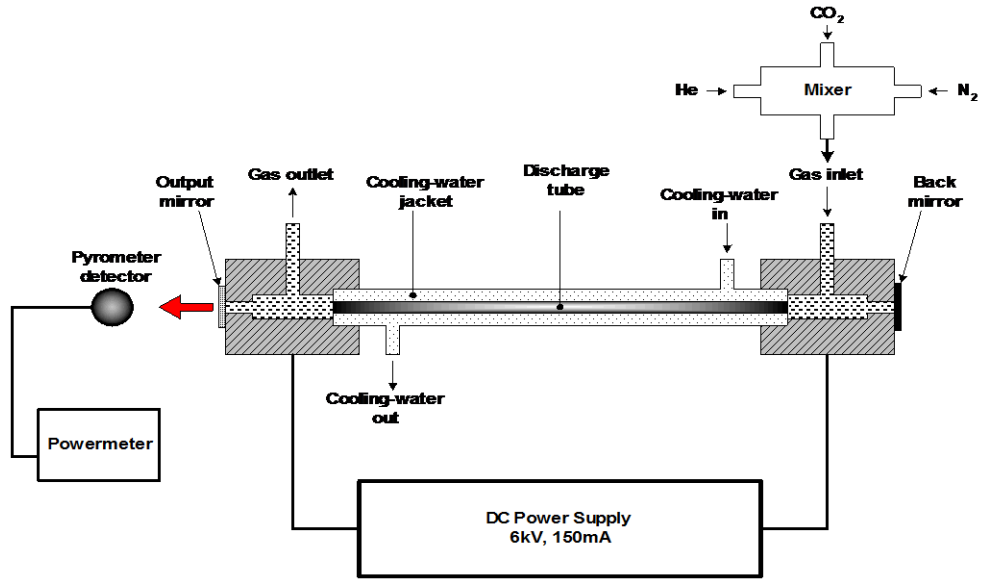 CO₂
He
Mixer
N₂
Gas outlet
Discharge
tube
Gas inlet
Output
mirror
Cooling-water
jacket
Cooling-water
in
Back
mirror
Pyrometer
detector
Cooling-water
out
Powermeter
DC Power Supply
6kV, 150mA